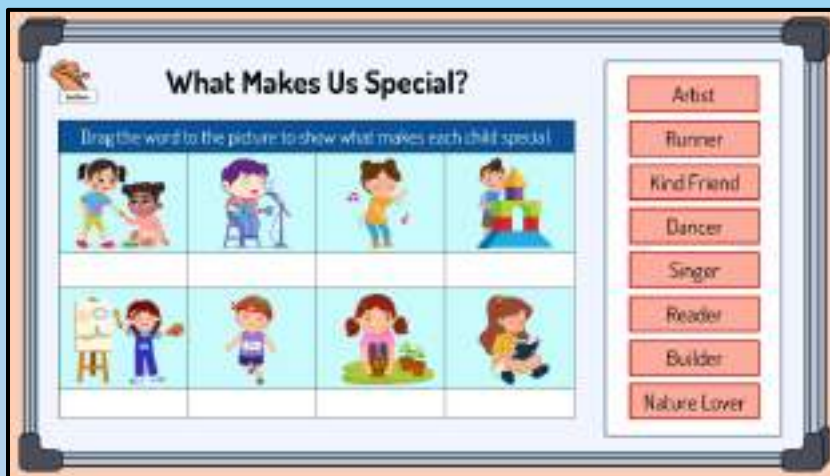 What Makes Us Special?
Drag the word to the picture to show what makes each child special
Artist
Runner
Kind Friend
Dancer
Singer
Reader
Builder
Nature Lover